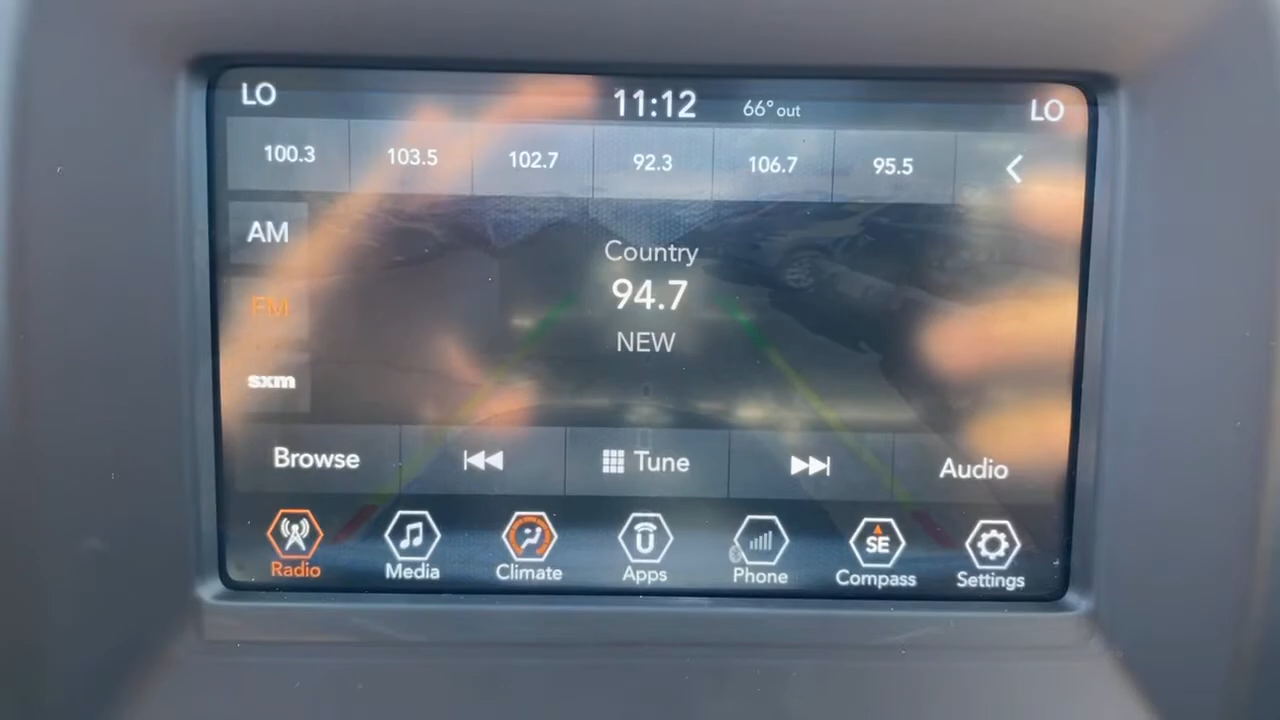 LO 11:12 66° out LO
100.3 103.5 102.7 92.3 106.7 95.5
AM
Country
94.7
FM
NEW
sxm
Browse Tune Audio
SE
Radio Media Climate Apps Phone Compass Settings